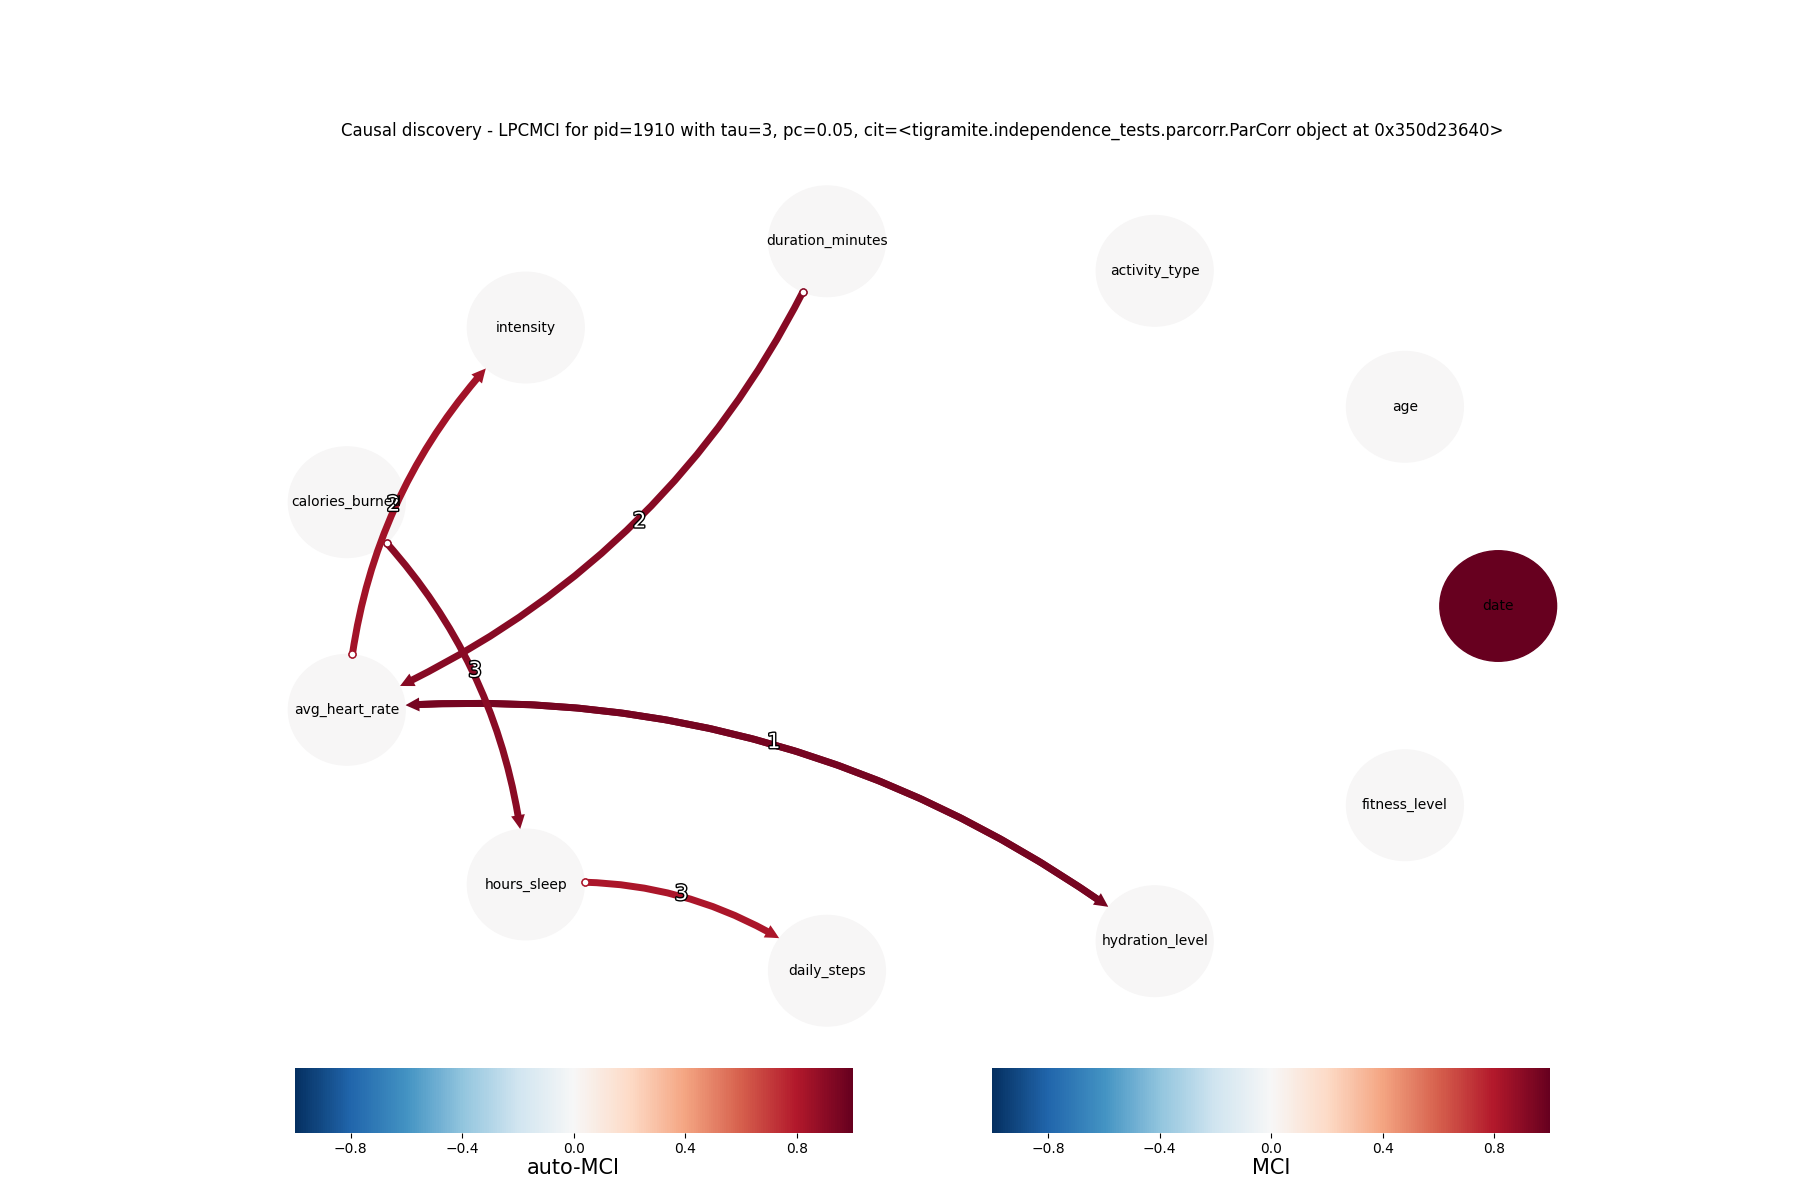 Causal discovery - LPCMCI for pid=1910 with tau=3, pc=0.05, cit=<tigramite.independence_tests.parcorr.ParCorr object at 0x350d23640>
duration_minutes
activity_type
intensity
age
calories_burned
2
2
date
3
avg_heart_rate
1
fitness_level
hours_sleep
3
hydration_level
daily_steps
−0.8 −0.4 0.0 0.4 0.8
auto-MCI
−0.8 −0.4 0.0 0.4 0.8
MCI